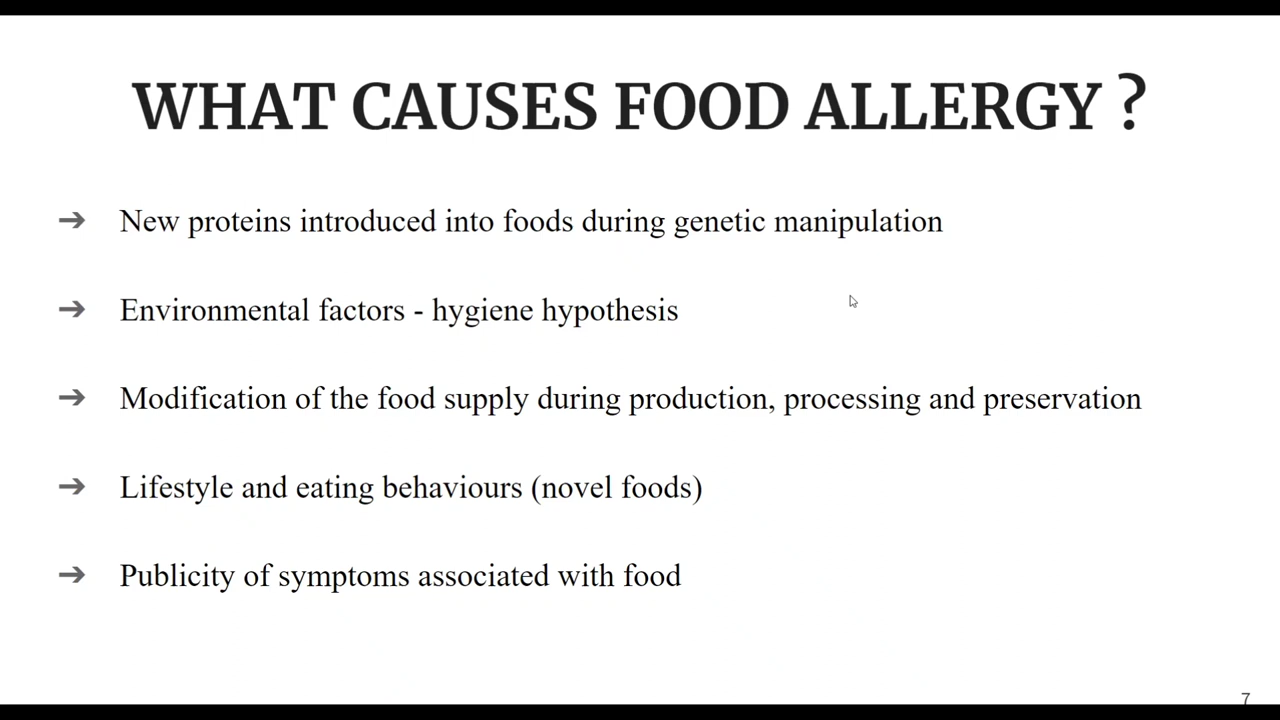 WHAT CAUSES FOOD ALLERGY ?
➔ New proteins introduced into foods during genetic manipulation
➔ Environmental factors - hygiene hypothesis
➔ Modification of the food supply during production, processing and preservation
➔ Lifestyle and eating behaviours (novel foods)
➔ Publicity of symptoms associated with food
7